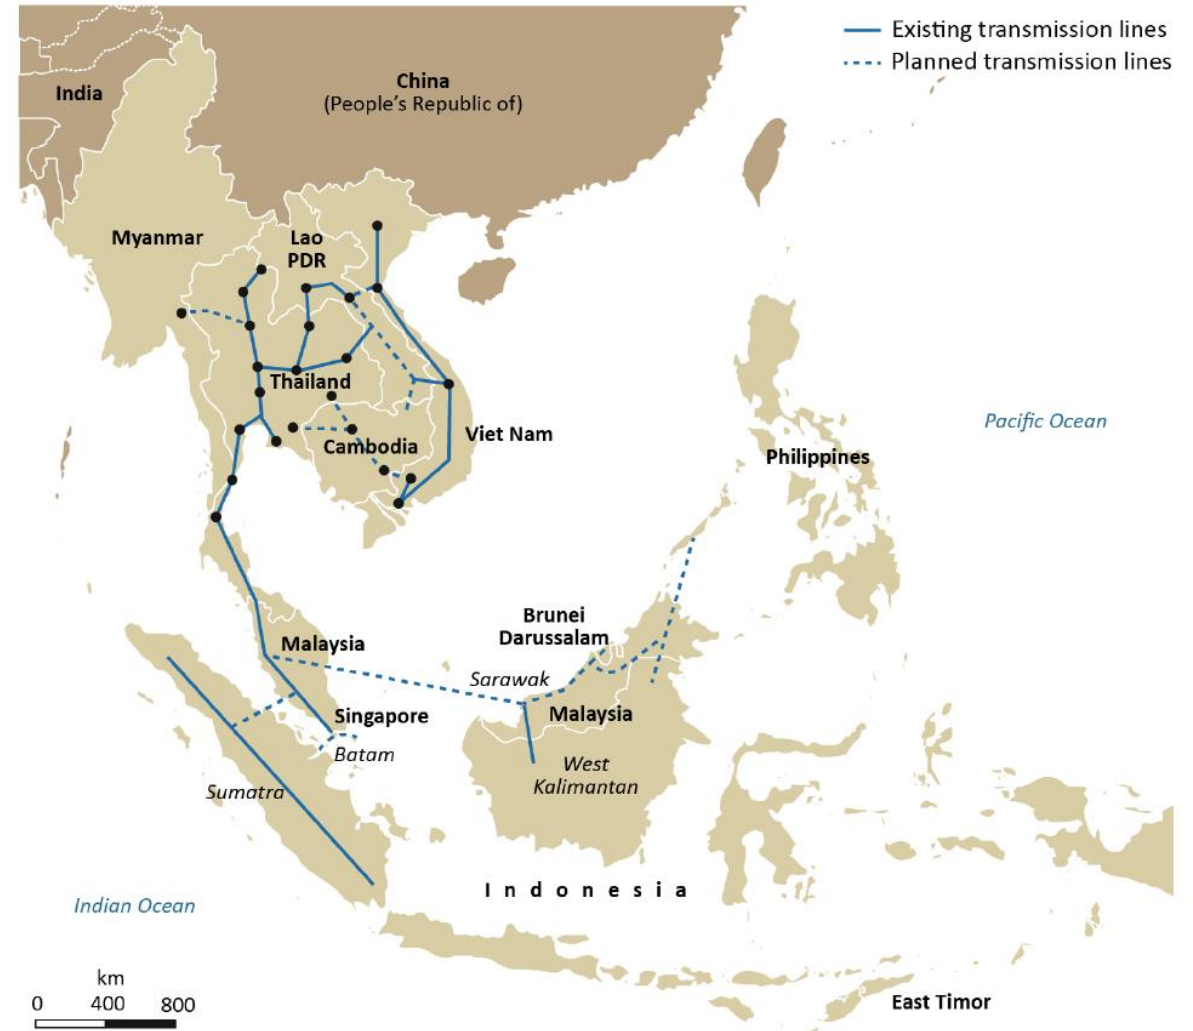 Existing transmission lines
Planned transmission lines
India
China
(People's Republic of)
Myanmar
Lao
PDR
Thailand
Cambodia
Viet Nam
Pacific Ocean
Philippines
Brunei
Darussalam
Malaysia
Sarawak
Singapore
Malaysia
Batam
West
Kalimantan
Sumatra
Indonesia
Indian Ocean
km
0 400 800
East Timor